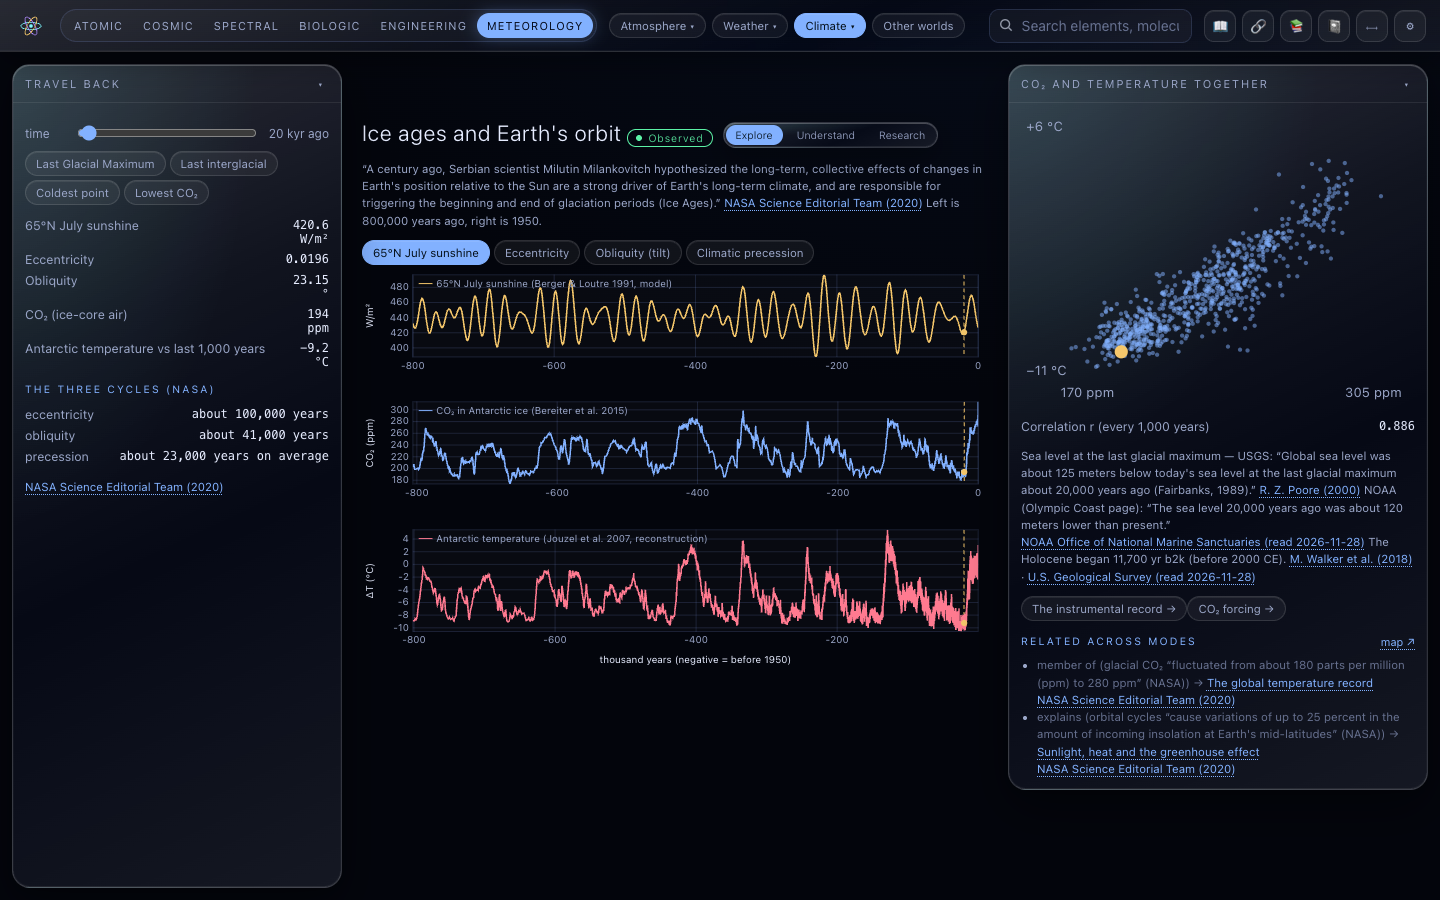 ATOMIC COSMIC SPECTRAL BIOLOGIC ENGINEERING METEOROLOGY Atmosphere ▾ Weather ▾ Climate ▾ Other worlds Search elements, molecu
TRAVEL BACK
time 20 kyr ago
Last Glacial Maximum Last interglacial
Coldest point Lowest CO₂
65°N July sunshine 420.6
W/m²
Eccentricity 0.0196
Obliquity 23.15
°
CO₂ (ice-core air) 194
ppm
Antarctic temperature vs last 1,000 years −9.2
°C
THE THREE CYCLES (NASA)
eccentricity about 100,000 years
obliquity about 41,000 years
precession about 23,000 years on average
NASA Science Editorial Team (2020)
Ice ages and Earth's orbit Observed Explore Understand Research
“A century ago, Serbian scientist Milutin Milankovitch hypothesized the long-term, collective effects of changes in
Earth's position relative to the Sun are a strong driver of Earth's long-term climate, and are responsible for
triggering the beginning and end of glaciation periods (Ice Ages).” NASA Science Editorial Team (2020) Left is
800,000 years ago, right is 1950.
65°N July sunshine Eccentricity Obliquity (tilt) Climatic precession
65°N July sunshine (Berger & Loutre 1991, model)
W/m²
480
460
440
420
400
-800 -600 -400 -200 0
CO₂ in Antarctic ice (Bereiter et al. 2015)
CO₂ (ppm)
300
280
260
240
220
200
180
-800 -600 -400 -200 0
Antarctic temperature (Jouzel et al. 2007, reconstruction)
ΔT (°C)
4
2
0
-2
-4
-6
-8
-10
-800 -600 -400 -200
thousand years (negative = before 1950)
CO₂ AND TEMPERATURE TOGETHER
+6 °C
−11 °C
170 ppm 305 ppm
Correlation r (every 1,000 years) 0.886
Sea level at the last glacial maximum — USGS: “Global sea level was
about 125 meters below today's sea level at the last glacial maximum
about 20,000 years ago (Fairbanks, 1989).” R. Z. Poore (2000) NOAA
(Olympic Coast page): “The sea level 20,000 years ago was about 120
meters lower than present.”
NOAA Office of National Marine Sanctuaries (read 2026-11-28) The
Holocene began 11,700 yr b2k (before 2000 CE). M. Walker et al. (2018)
· U.S. Geological Survey (read 2026-11-28)
The instrumental record → CO₂ forcing →
RELATED ACROSS MODES map ↗
• member of (glacial CO₂ “fluctuated from about 180 parts per million
(ppm) to 280 ppm” (NASA)) → The global temperature record
NASA Science Editorial Team (2020)
• explains (orbital cycles “cause variations of up to 25 percent in the
amount of incoming insolation at Earth's mid-latitudes” (NASA)) →
Sunlight, heat and the greenhouse effect
NASA Science Editorial Team (2020)